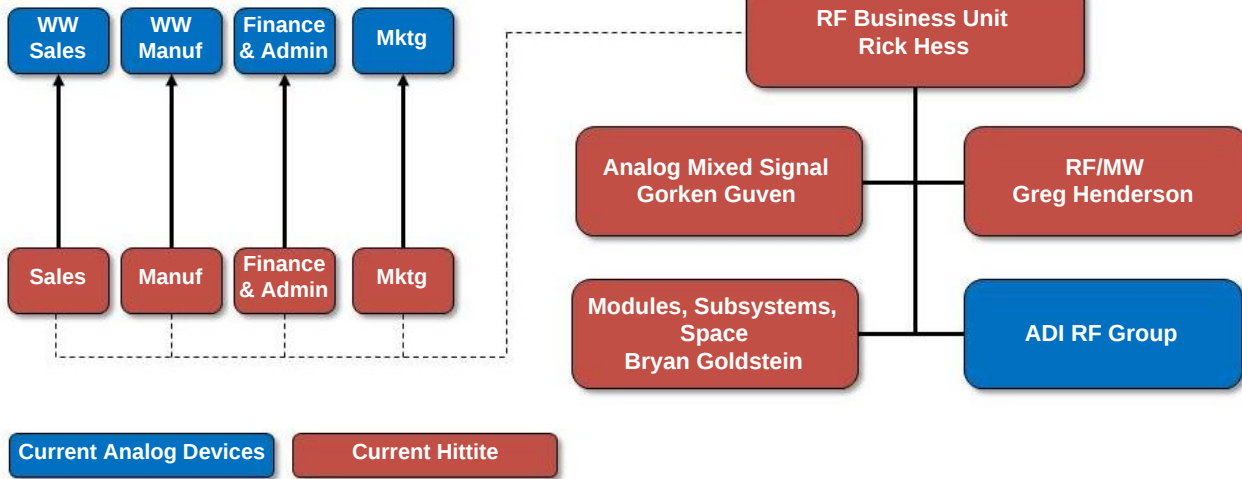 WW
Sales
WW
Manuf
Finance
& Admin
Mktg
RF Business Unit
Rick Hess
Analog Mixed Signal
Gorken Guven
RF/MW
Greg Henderson
Sales
Manuf
Finance
& Admin
Mktg
Modules, Subsystems,
Space
Bryan Goldstein
ADI RF Group
Current Analog Devices
Current Hittite